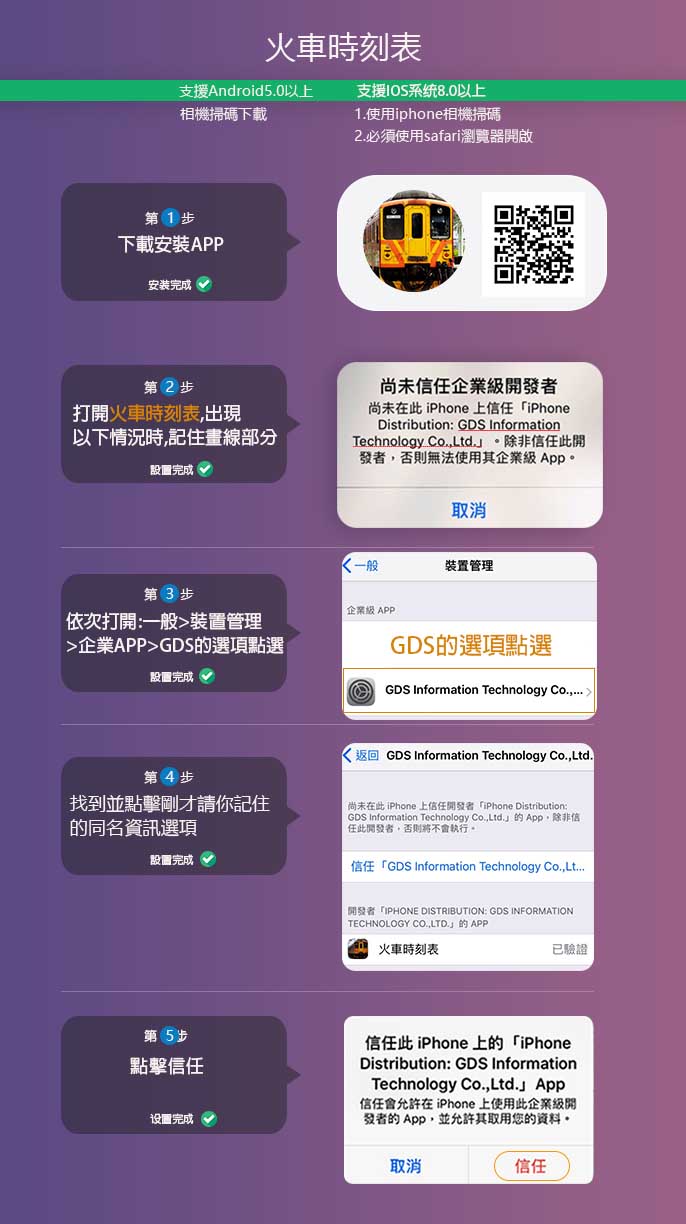 火車時刻表
支援Android5.0以上
相機掃碼下載
支援IOS系统8.0以上
1.使用iphone相機掃碼
2.必須使用safari瀏覽器開啟
第1步
下載安裝APP
安裝完成
第2步
打開火車時刻表,出現
以下情況時,記住畫線部分
設置完成
尚未信任企業級開發者
尚未在此 iPhone 上信任「iPhone
Distribution: GDS Information
Technology Co.,Ltd.」。除非信任此開
發者，否則無法使用其企業級 App。
取消
第3步
依次打開:一般>裝置管理
>企業APP>GDS的選項點選
設置完成
一般
裝置管理
企業級 APP
GDS的選項點選
GDS Information Technology Co.,...
第4步
找到並點擊剛才請你記住
的同名資訊選項
設置完成
返回 GDS Information Technology Co.,Ltd.
尚未在此 iPhone 上信任開發者「iPhone Distribution:
GDS Information Technology Co.,Ltd.」的 App，除非信
任此開發者，否則將不會執行。
信任「GDS Information Technology Co.,Lt...
開發者「IPHONE DISTRIBUTION: GDS INFORMATION
TECHNOLOGY CO.,LTD.」的 APP
火車時刻表
已驗證
第5步
點擊信任
设置完成
信任此 iPhone 上的「iPhone
Distribution: GDS Information
Technology Co.,Ltd.」App
信任會允許在 iPhone 上使用此企業級開
發者的 App，並允許其取用您的資料。
取消
信任